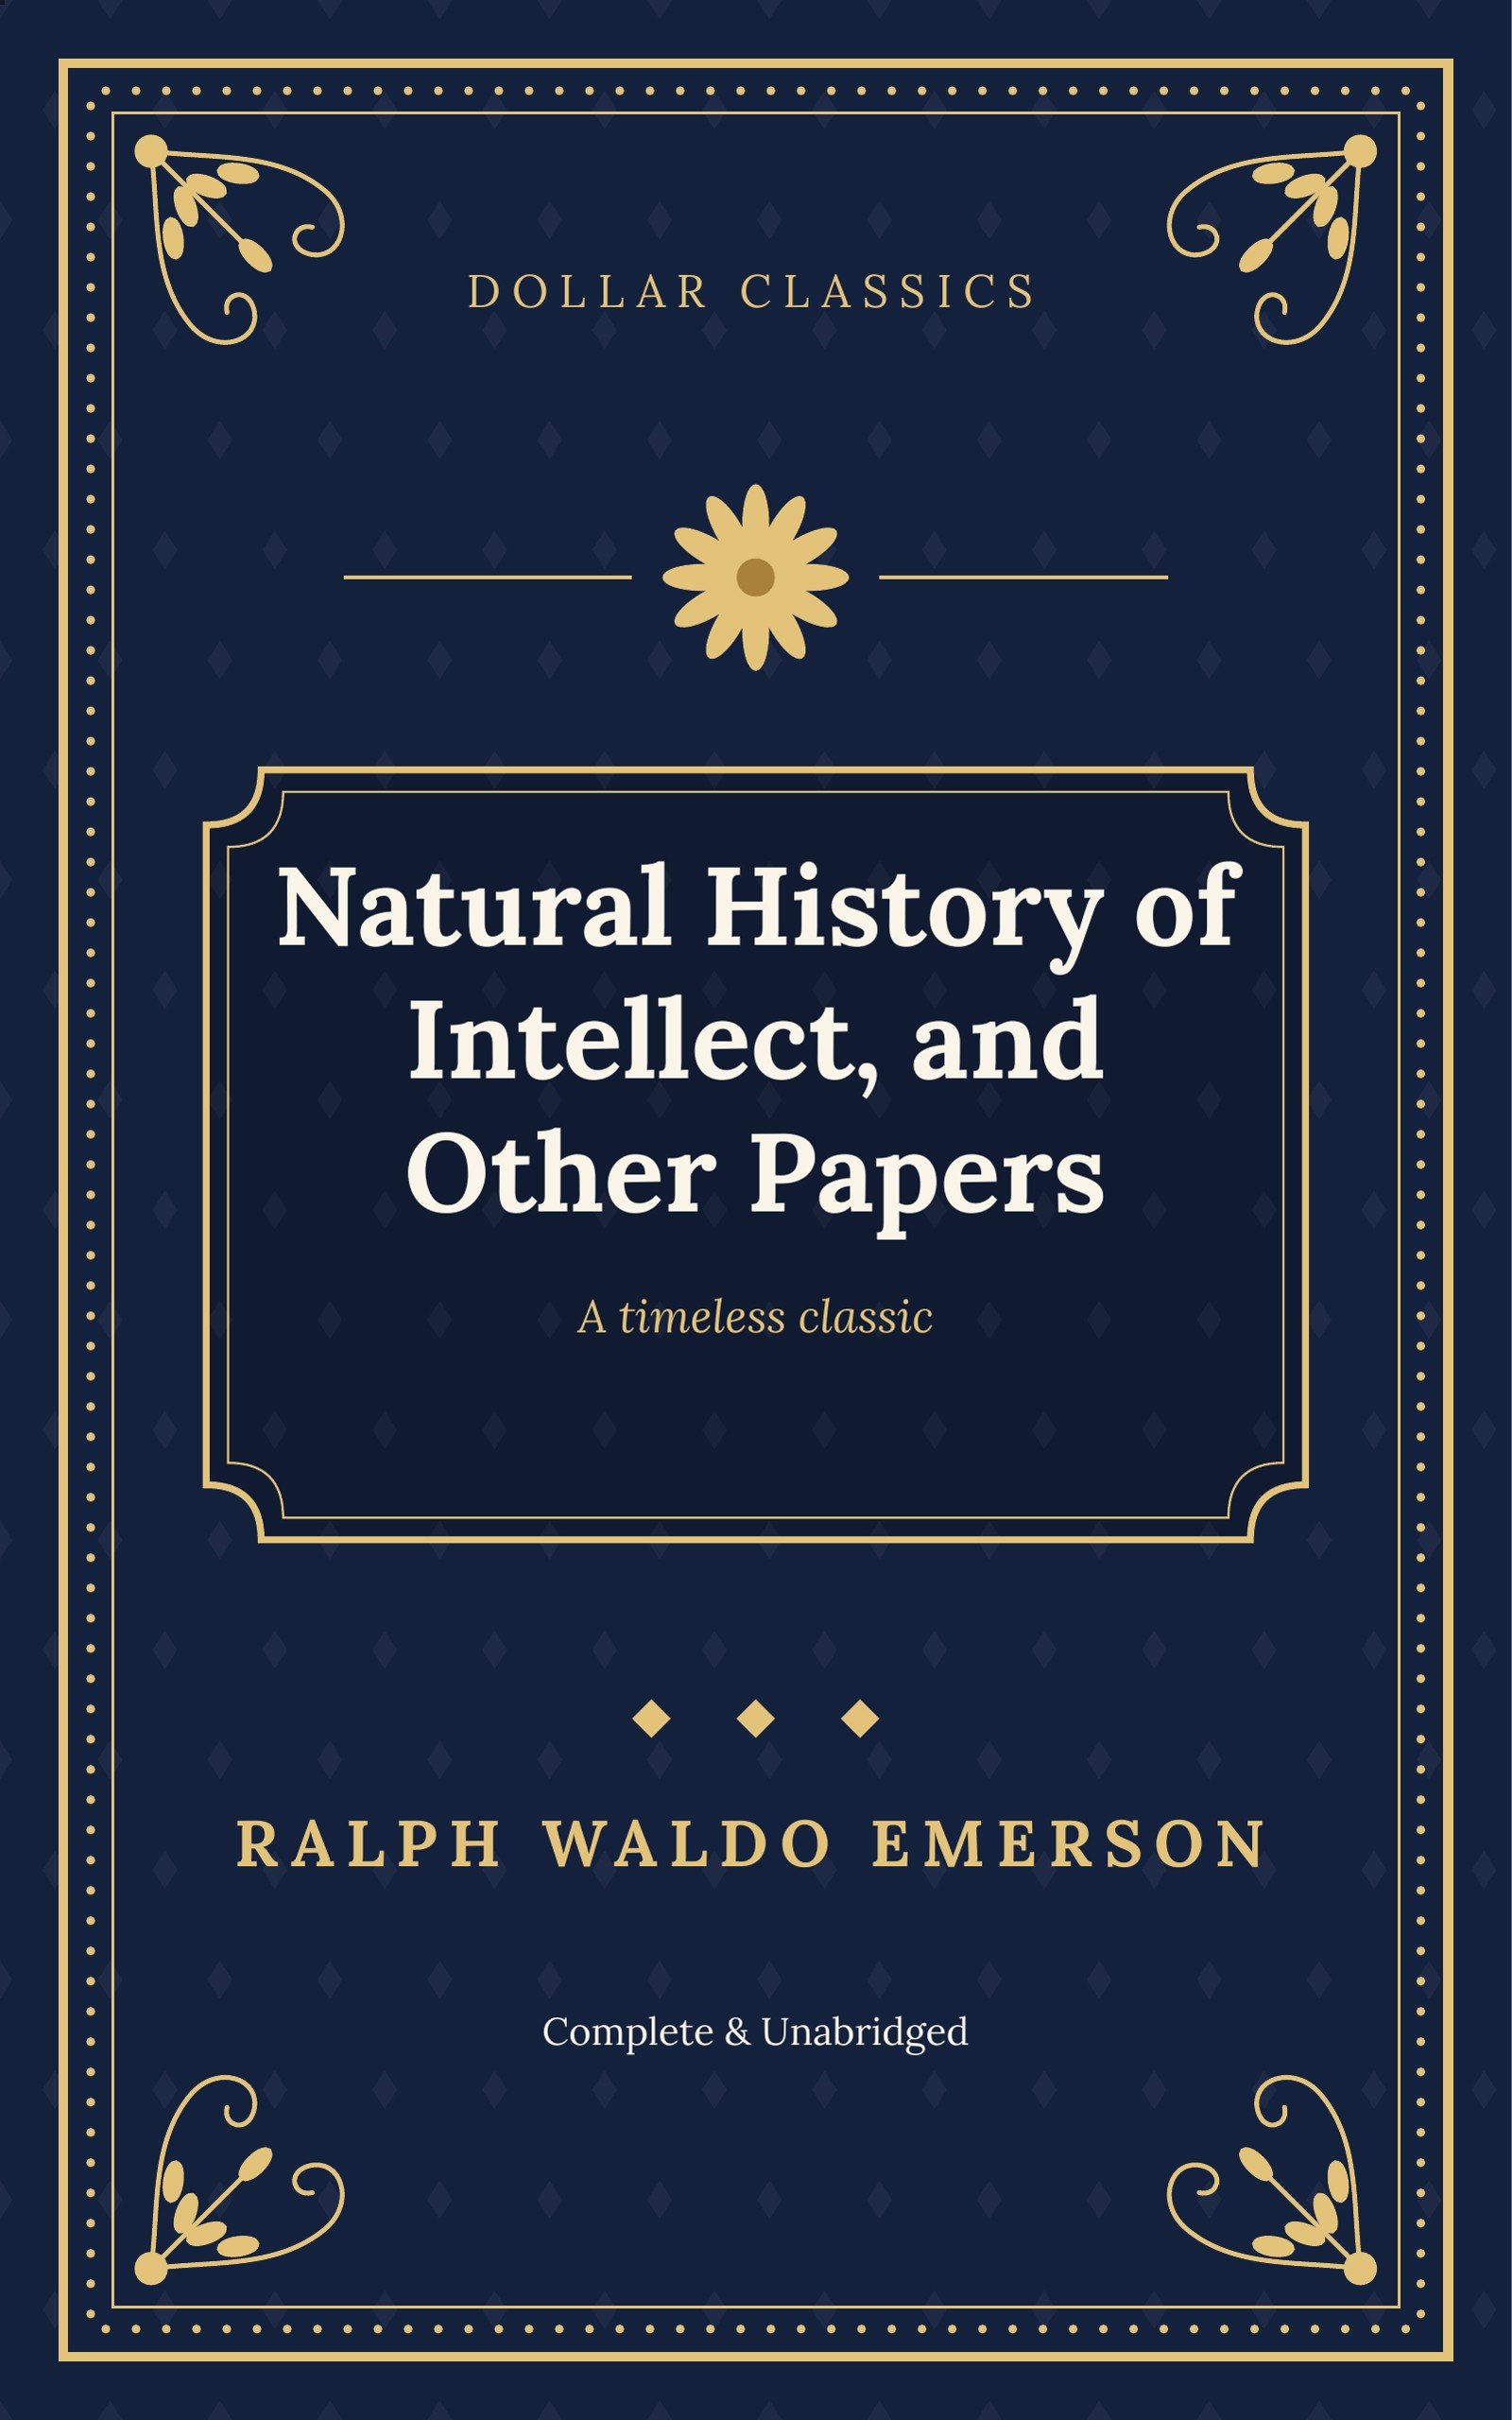 DOLLAR CLASSICS
Natural History of
Intellect, and
Other Papers
A timeless classic
RALPH WALDO EMERSON
Complete & Unabridged